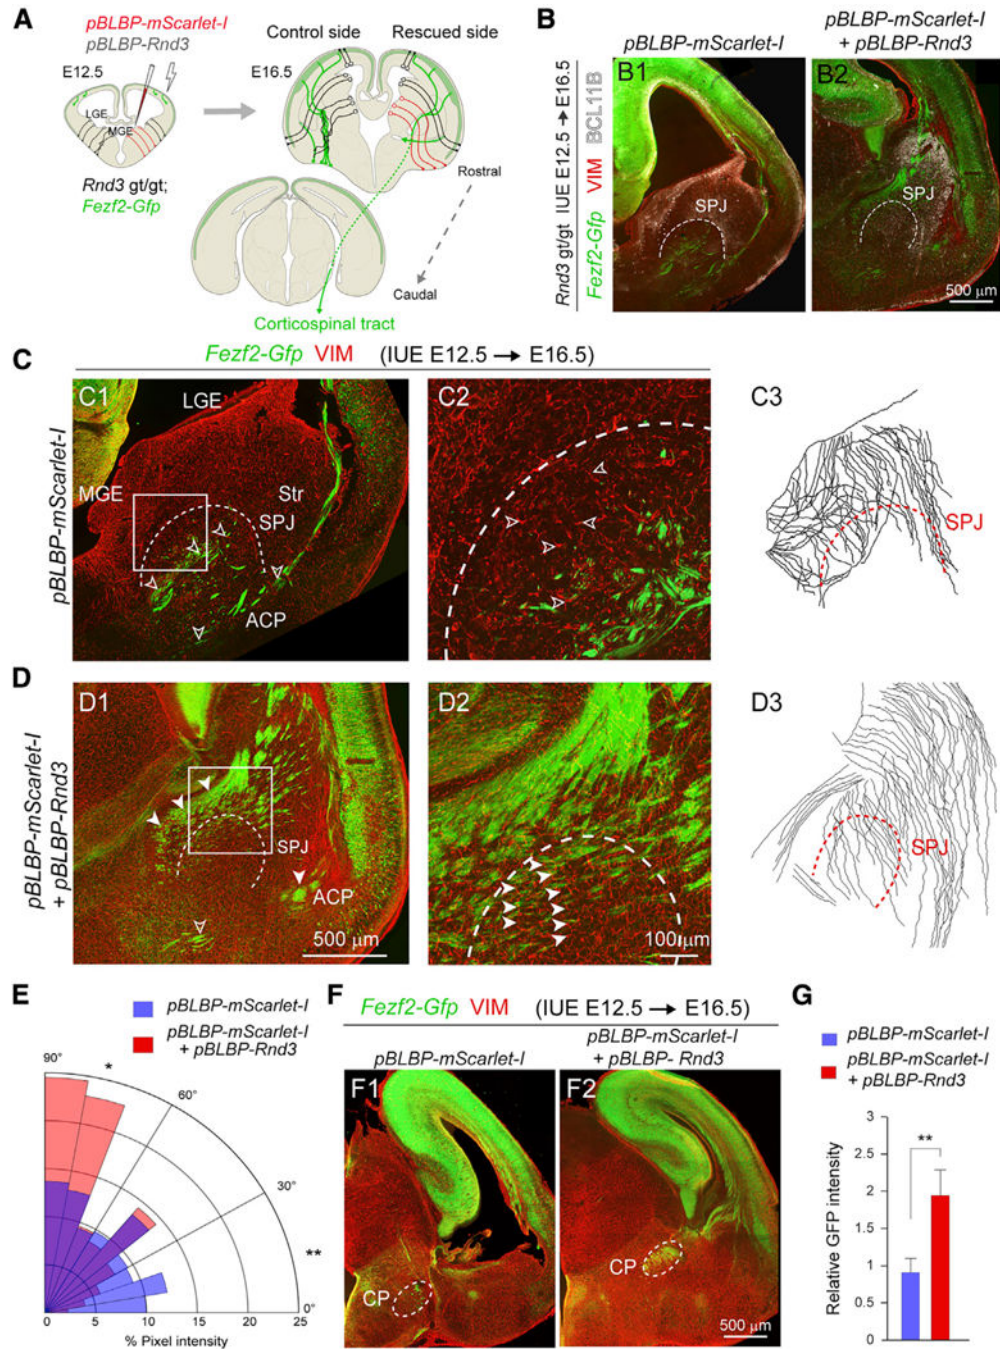 A
pBLBP-mScarlet-I
pBLBP-Rnd3
E12.5
LGE
MGE
Rnd3 gt/gt;
Fezf2-Gfp
Control side
Rescued side
E16.5
Rostral
Caudal
Corticospinal tract
B
pBLBP-mScarlet-I
pBLBP-mScarlet-I
+ pBLBP-Rnd3
Rnd3 gt/gt IUE E12.5 → E16.5
Fezf2-Gfp VIM BCL11B
B1
SPJ
B2
SPJ
500 µm
C
Fezf2-Gfp VIM (IUE E12.5 → E16.5)
pBLBP-mScarlet-I
C1
LGE
MGE
Str
SPJ
ACP
C2
C3
SPJ
D
pBLBP-mScarlet-I
+ pBLBP-Rnd3
D1
SPJ
ACP
500 µm
D2
100 µm
D3
SPJ
E
pBLBP-mScarlet-I
pBLBP-mScarlet-I
+ pBLBP-Rnd3
90°
*
60°
30°
**
0°
0 5 10 15 20 25
% Pixel intensity
F
Fezf2-Gfp VIM (IUE E12.5 → E16.5)
pBLBP-mScarlet-I
pBLBP-mScarlet-I
+ pBLBP- Rnd3
F1
CP
F2
CP
500 µm
G
pBLBP-mScarlet-I
pBLBP-mScarlet-I
+ pBLBP-Rnd3
Relative GFP intensity
3
2.5
2
1.5
1
0.5
0
**